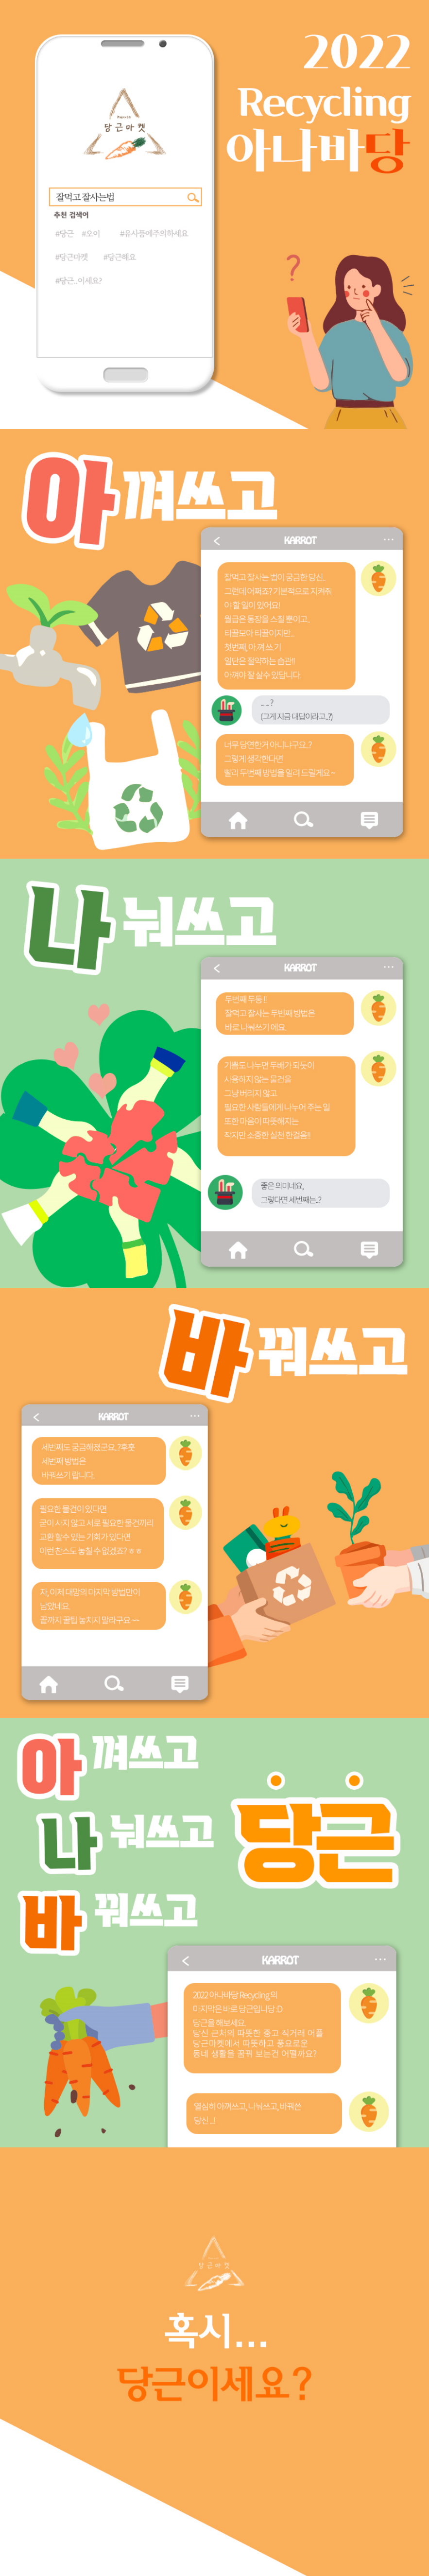 2022
Recycling
아나바당
Karrot
당근마켓
잘먹고 잘사는법
추천 검색어
#당근 #오이 #유사품에주의하세요
#당근마켓 #당근해요
#당근..이세요?
?
아껴쓰고
KARROT
잘먹고 잘 사는 법이 궁금한 당신..
그런데 어쩌죠? 기본적으로 지켜줘
야 할 일이 있어요!
월급은 통장을 스칠 뿐이고,
티끌모아 티끌이지만..
첫번째, 아.껴.쓰.기
일단은 절약하는 습관!!
아껴야 잘 살 수 있답니다.
...?
(그게 지금 대답이라고..?)
너무 당연한거 아니냐구요..?
그렇게 생각한다면
빨리 두번째 방법을 알려드릴게요~
나눠쓰고
KARROT
두번째 두둥 !!
잘먹고 잘사는 두번째 방법은
바로 나눠쓰기 에요.
기쁨도 나누면 두배가 되듯이
사용하지 않는 물건을
그냥 버리지 않고
필요한 사람들에게 나누어 주는 일
또한 마음이 따뜻해지는
작지만 소중한 실천 한걸음!!
좋은 의미네요,
그렇다면 세번째는..?
바꿔쓰고
KARROT
세번째도 궁금하셨군요..?후훗
세번째 방법은
바꿔쓰기 입니다.
필요한 물건이 있다면
굳이 사지 않고 서로 필요한 물건끼리
교환 할 수 있는 기회가 있다면
이런 찬스도 놓칠 수 없겠죠? ㅎㅎ
자, 이제 대망의 마지막 방법만이
남았네요.
끝까지 꿀팁 놓치지 말라구요 ~~
아껴쓰고
나눠쓰고
바꿔쓰고
당근
KARROT
2022 아나바당 Recycling 의
마지막은 바로 당근입니당 :D
당근을 해보세요.
당신 근처의 따뜻한 중고 직거래 어플
당근마켓에서 따뜻하고 풍요로운
동네 생활을 꿈꿔 보는건 어떨까요?
열심히 아껴쓰고, 나눠쓰고, 바꿔쓴
당신 ..!
당근마켓
혹시...
당근이세요?